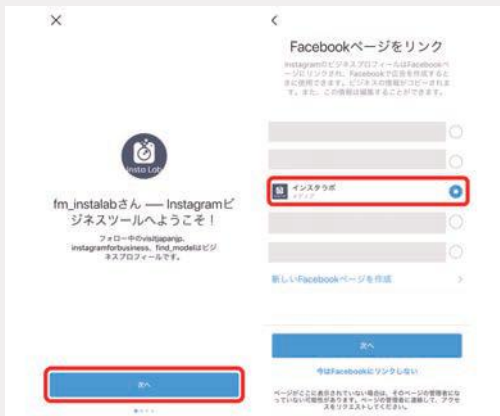 Insta Lab
fm_instalabさん — Instagramビ
ジネスツールへようこそ！
フォロー中のvisitjapanjp、
instagramforbusiness、find_modelはビジ
ネスプロフィールです。
次へ
Facebookページをリンク
InstagramのビジネスプロフィールはFacebookペ
ージにリンクされ、Facebookで広告を作成すると
きに使用できます。ビジネスの情報がコピーされま
す。また、この情報は編集することができます。
インスタラボ
メディア
新しいFacebookページを作成
次へ
今はFacebookにリンクしない
ページがここに表示されていない場合は、そのページの管理者にな
っていない可能性があります。ページの管理者に連絡して、アクセ
スをリクエストしてください。